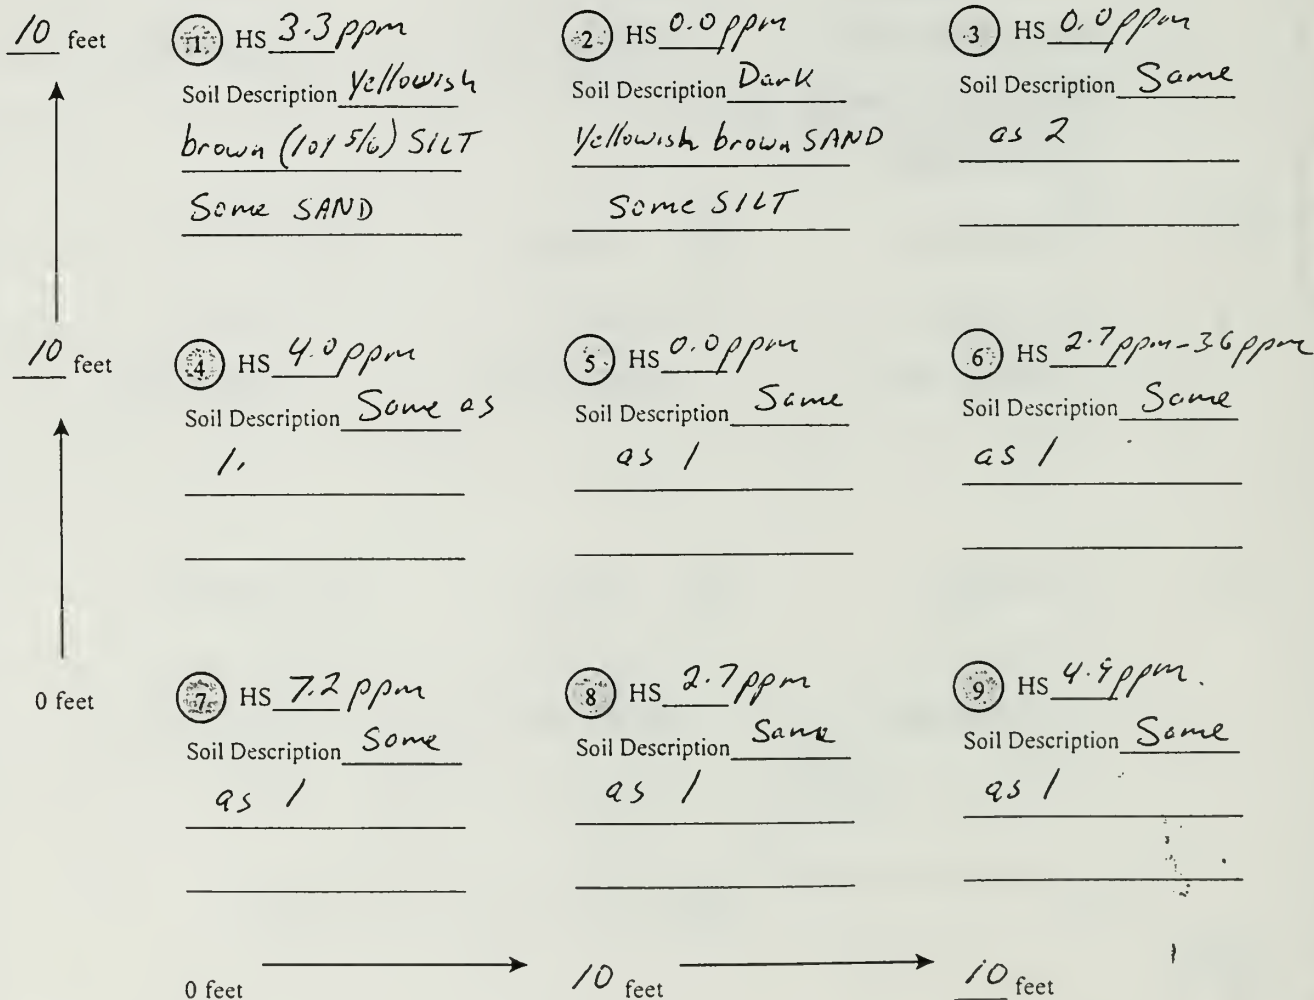 10 feet
1 HS 3.3 ppm
Soil Description Yellowish
brown (10Y 5/6) SILT
Some SAND
2 HS 0.0 ppm
Soil Description Dark
Yellowish brown SAND
Some SILT
3 HS 0.0 ppm
Soil Description Same
as 2
10 feet
4 HS 4.0 ppm
Soil Description Same as
1.
5 HS 0.0 ppm
Soil Description Same
as 1
6 HS 2.7 ppm - 3.6 ppm
Soil Description Same
as 1
0 feet
7 HS 7.2 ppm
Soil Description Same
as 1
8 HS 2.7 ppm
Soil Description Same
as 1
9 HS ppm.
Soil Description Same
as 1
0 feet 10 feet 10 feet